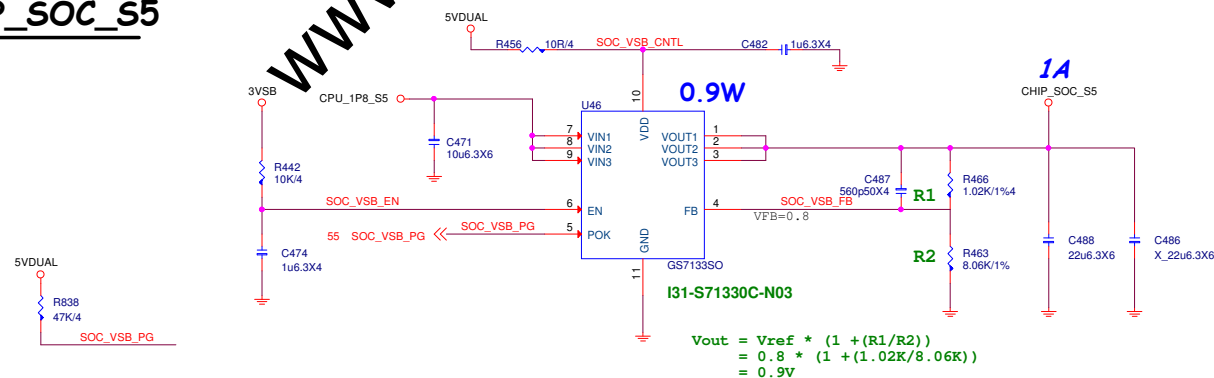 P_SOC_S5
WWW
5VDUAL
R456 10R/4 SOC_VSB_CNTL C482 1u6.3X4
1A
CHIP_SOC_S5
3VSB
CPU_1P8_S5
0.9W
U46
10
VDD
C471
10u6.3X6
7 VIN1
8 VIN2
9 VIN3
VOUT1 1
VOUT2 2
VOUT3 3
R442
10K/4
C487
560p50X4
R1
R466
1.02K/1%4
SOC_VSB_EN
6 EN
FB 4
SOC_VSB_FB
VFB=0.8
55 SOC_VSB_PG
SOC_VSB_PG
5 POK
GND
11
GS7133SO
C474
1u6.3X4
R2
R463
8.06K/1%
C488
22u6.3X6
C486
X_22u6.3X6
5VDUAL
R838
47K/4
SOC_VSB_PG
I31-S71330C-N03
Vout = Vref * (1 +(R1/R2))
= 0.8 * (1 +(1.02K/8.06K))
= 0.9V